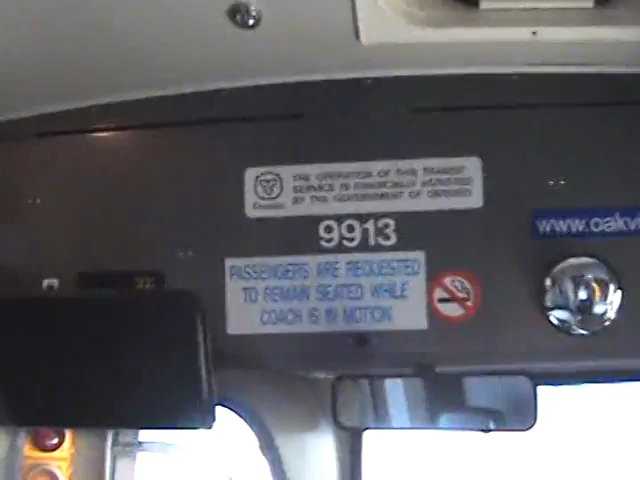 THE OPERATION OF THIS TRANSIT
SERVICE IS FINANCIALLY ASSISTED
BY THE GOVERNMENT OF ONTARIO
9913
PASSENGERS ARE REQUESTED
TO REMAIN SEATED WHILE
COACH IS IN MOTION
www.oakvi